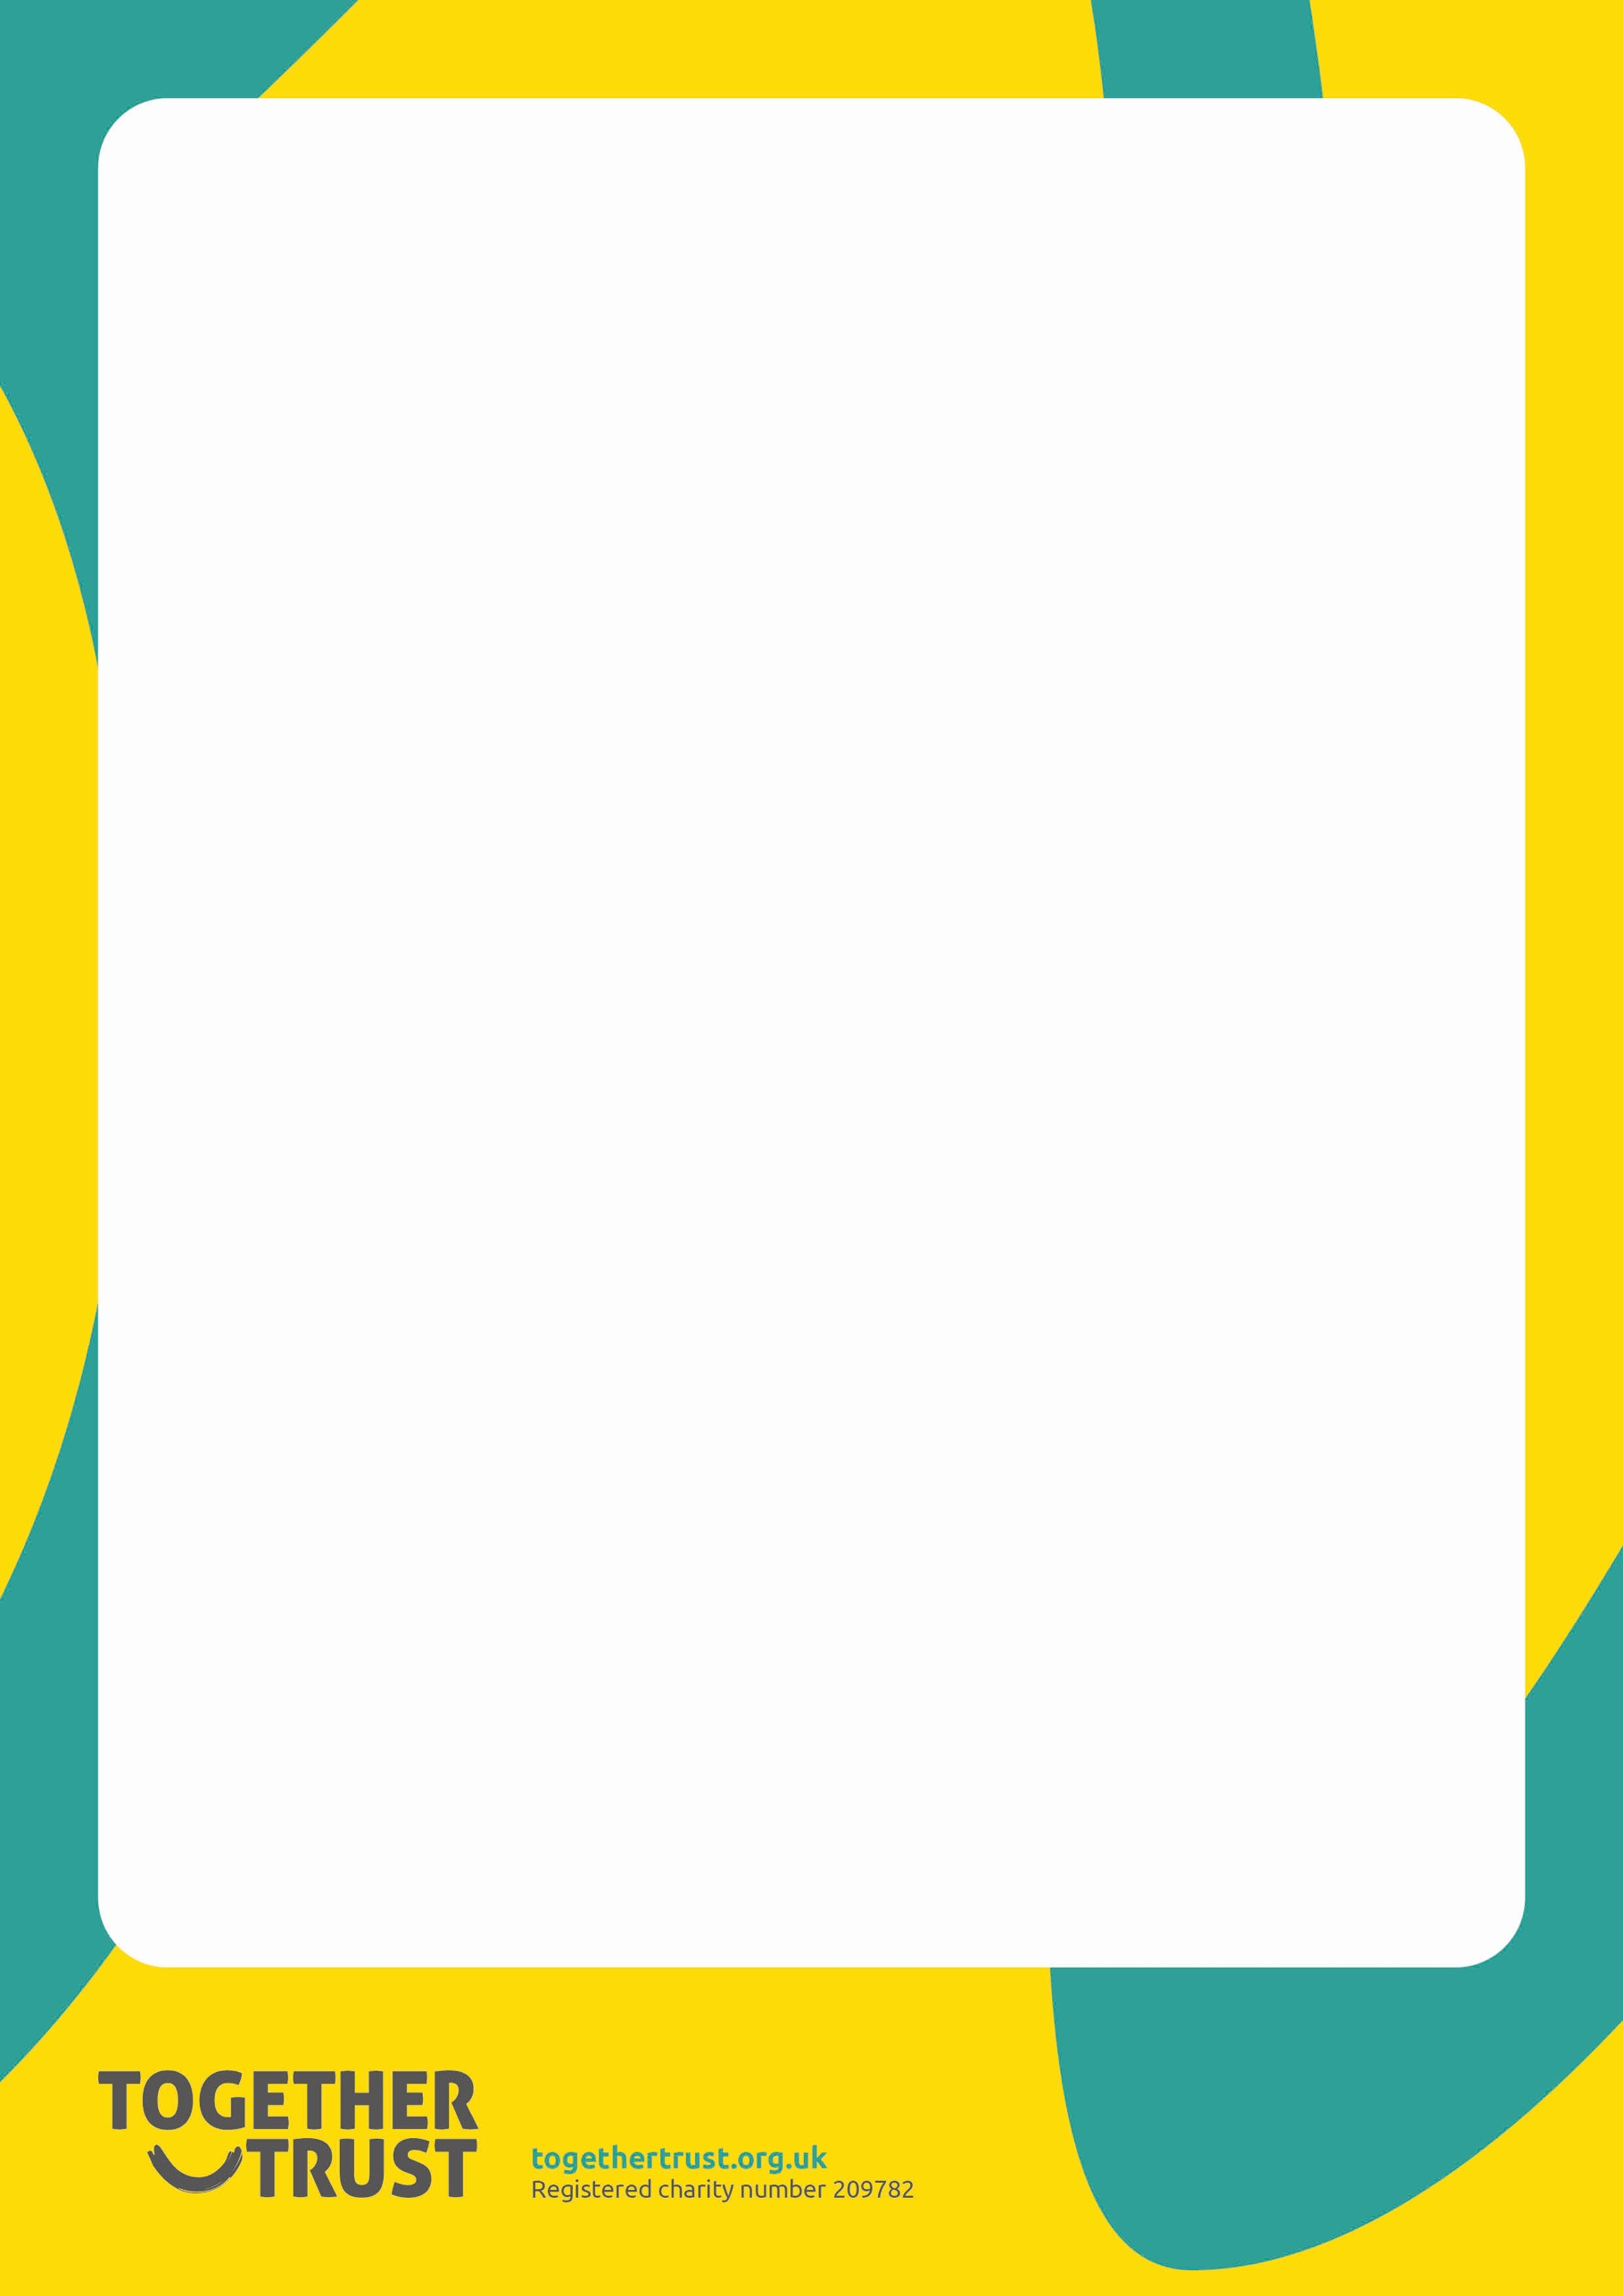 TOGETHER
TRUST
togethertrust.org.uk
Registered charity number 209782